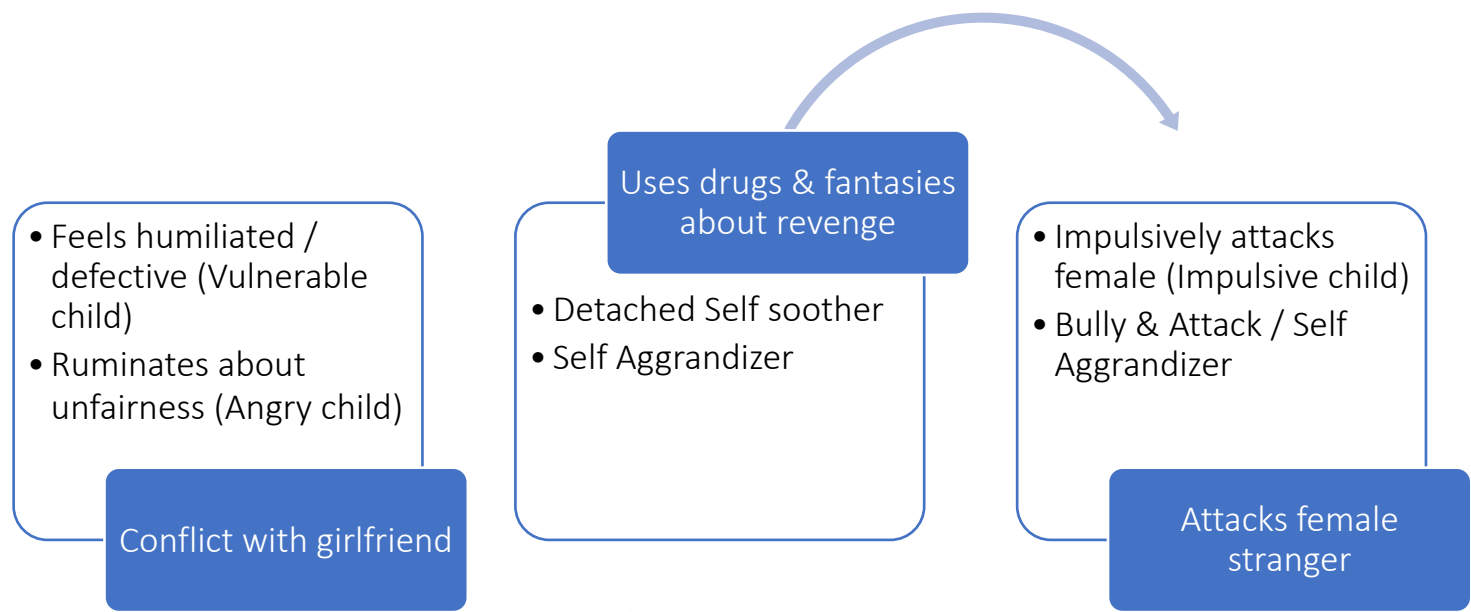 • Feels humiliated /
defective (Vulnerable
child)
• Ruminates about
unfairness (Angry child)
Conflict with girlfriend
Uses drugs & fantasies
about revenge
• Detached Self soother
• Self Aggrandizer
• Impulsively attacks
female (Impulsive child)
• Bully & Attack / Self
Aggrandizer
Attacks female
stranger